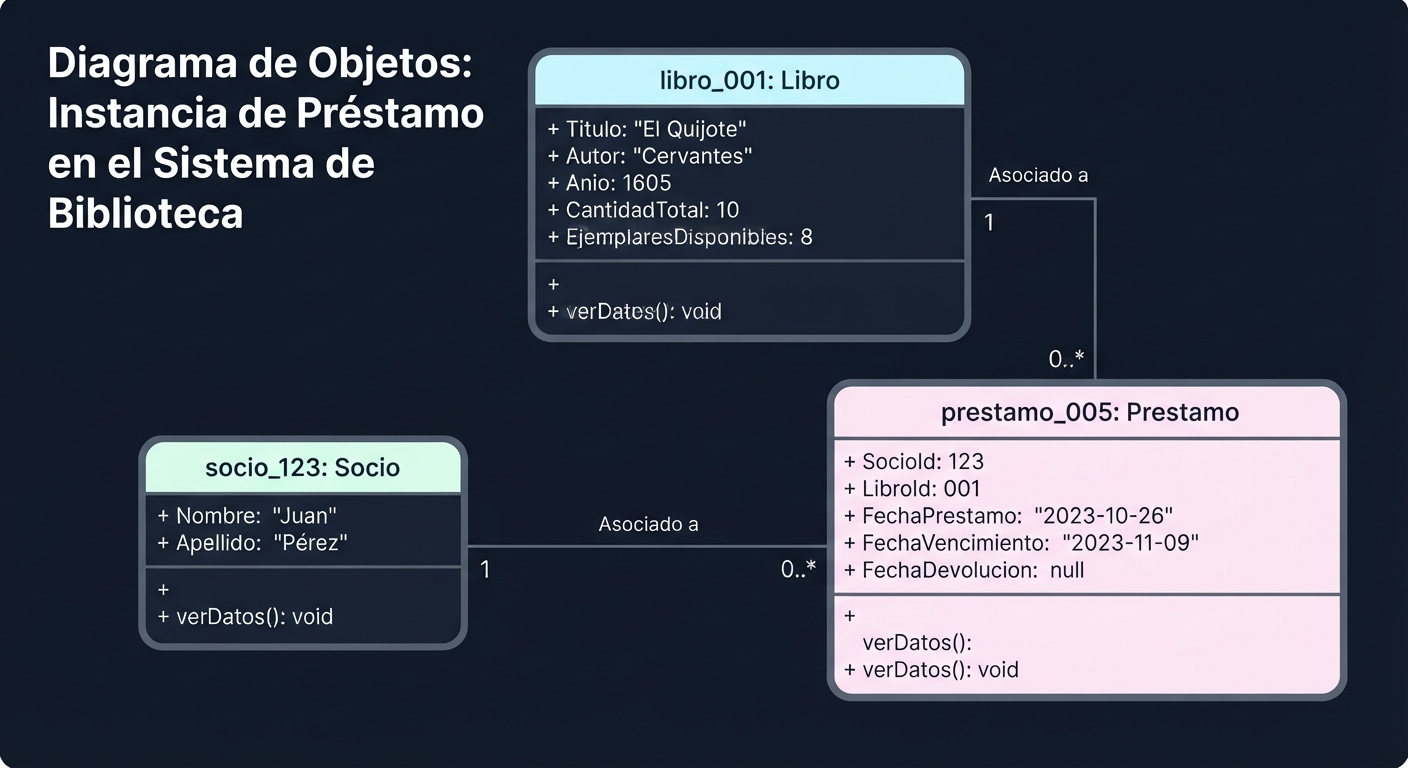 Diagrama de Objetos:
Instancia de Préstamo
en el Sistema de
Biblioteca
libro_001: Libro
+ Titulo: "El Quijote"
+ Autor: "Cervantes"
+ Anio: 1605
+ CantidadTotal: 10
+ EjemplaresDisponibles: 8
+
+ verDates(): void
Asociado a
1
0..*
socio_123: Socio
+ Nombre: "Juan"
+ Apellido: "Pérez"
+
+ verDatos(): void
Asociado a
1
0..*
prestamo_005: Prestamo
+ SocioId: 123
+ LibroId: 001
+ FechaPrestamo: "2023-10-26"
+ FechaVencimiento: "2023-11-09"
+ FechaDevolucion: null
+
verDatos():
+ verDatos(): void